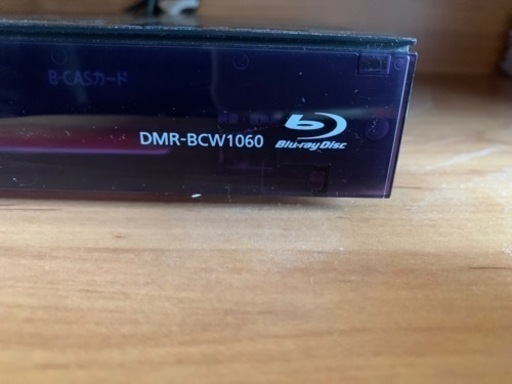 B-CASカード
DMR-BCW1060
Blu-ray Disc